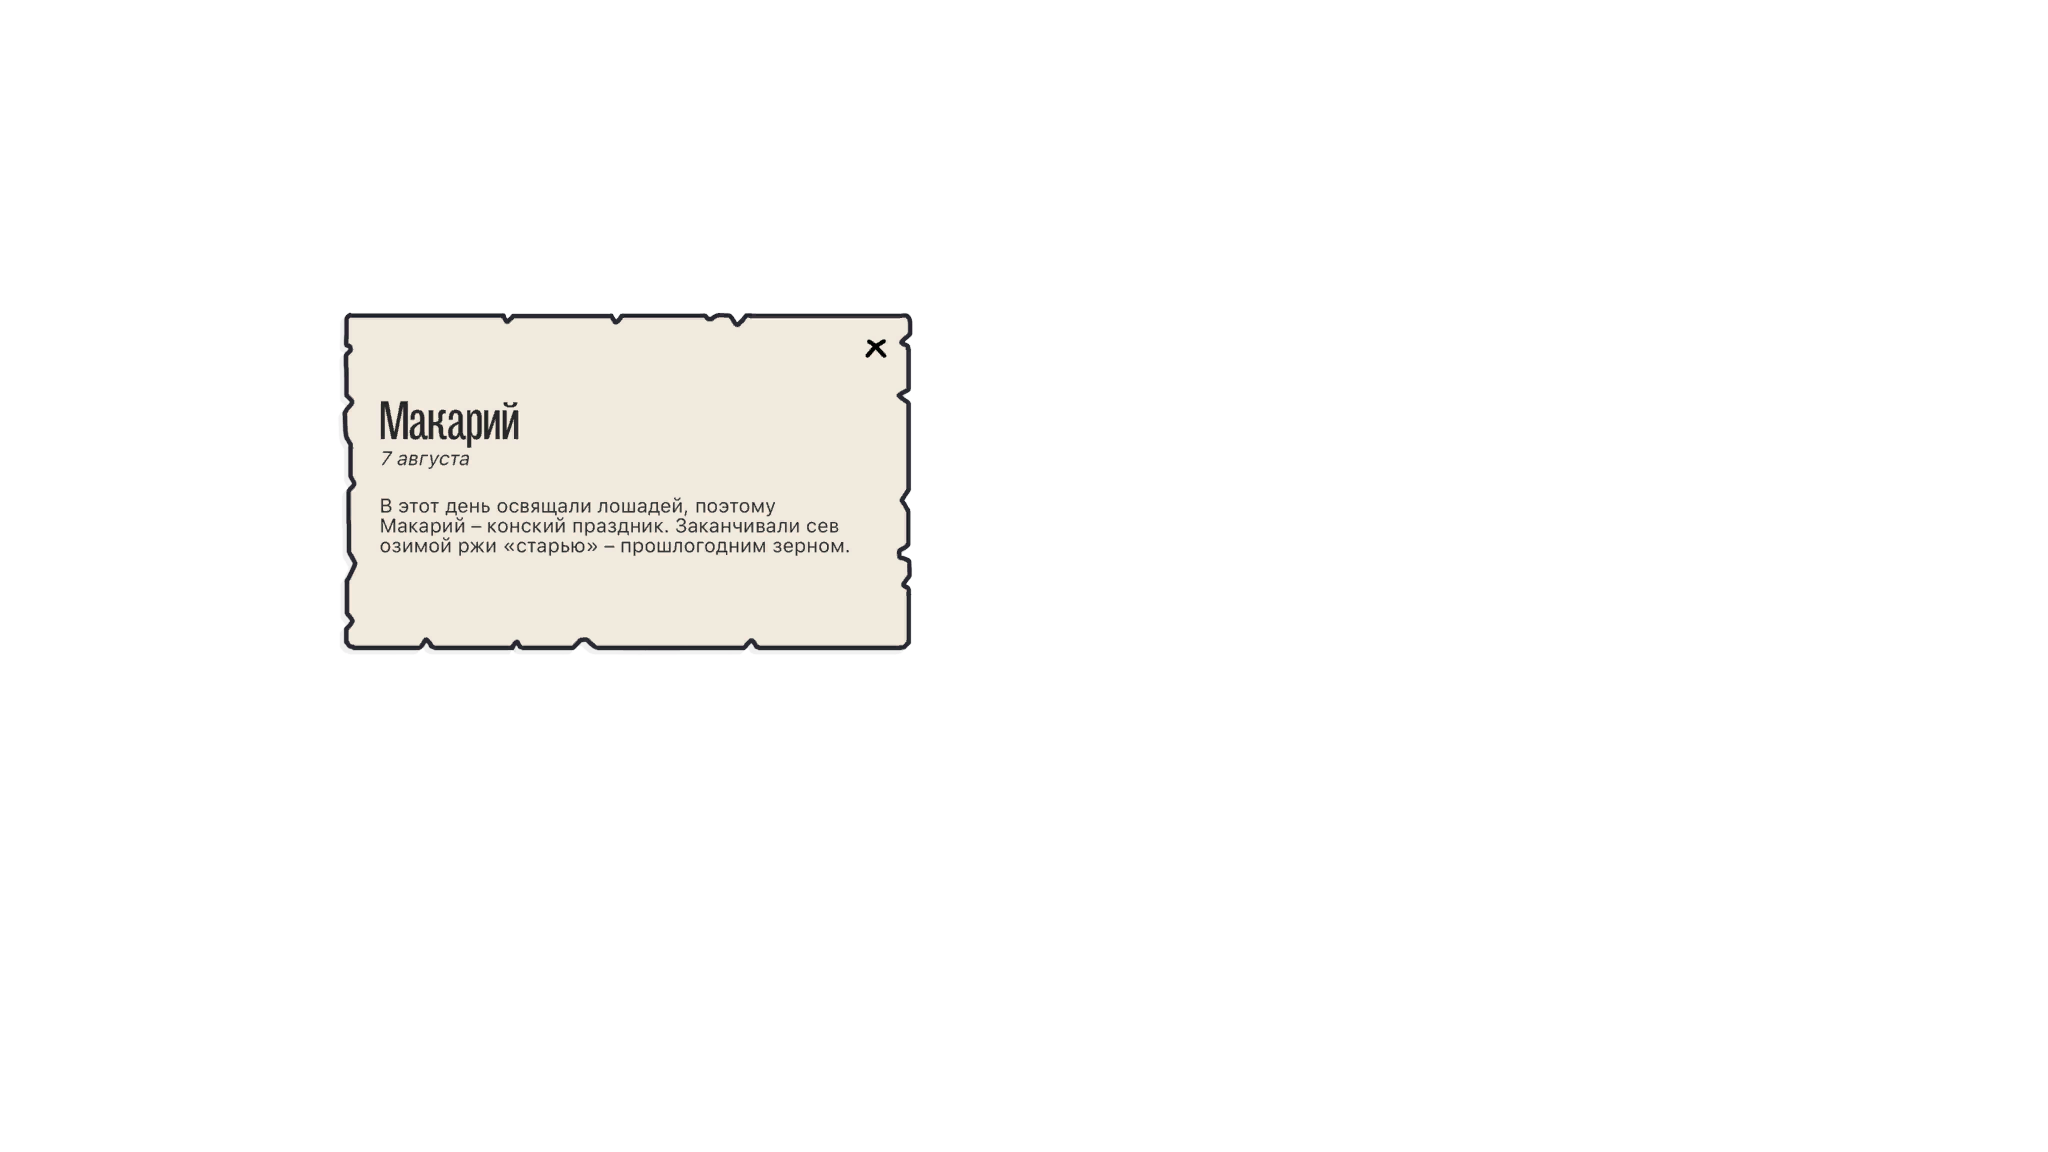 Макарий
7 августа
В этот день освящали лошадей, поэтому
Макарий – конский праздник. Заканчивали сев
озимой ржи «старью» – прошлогодним зерном.